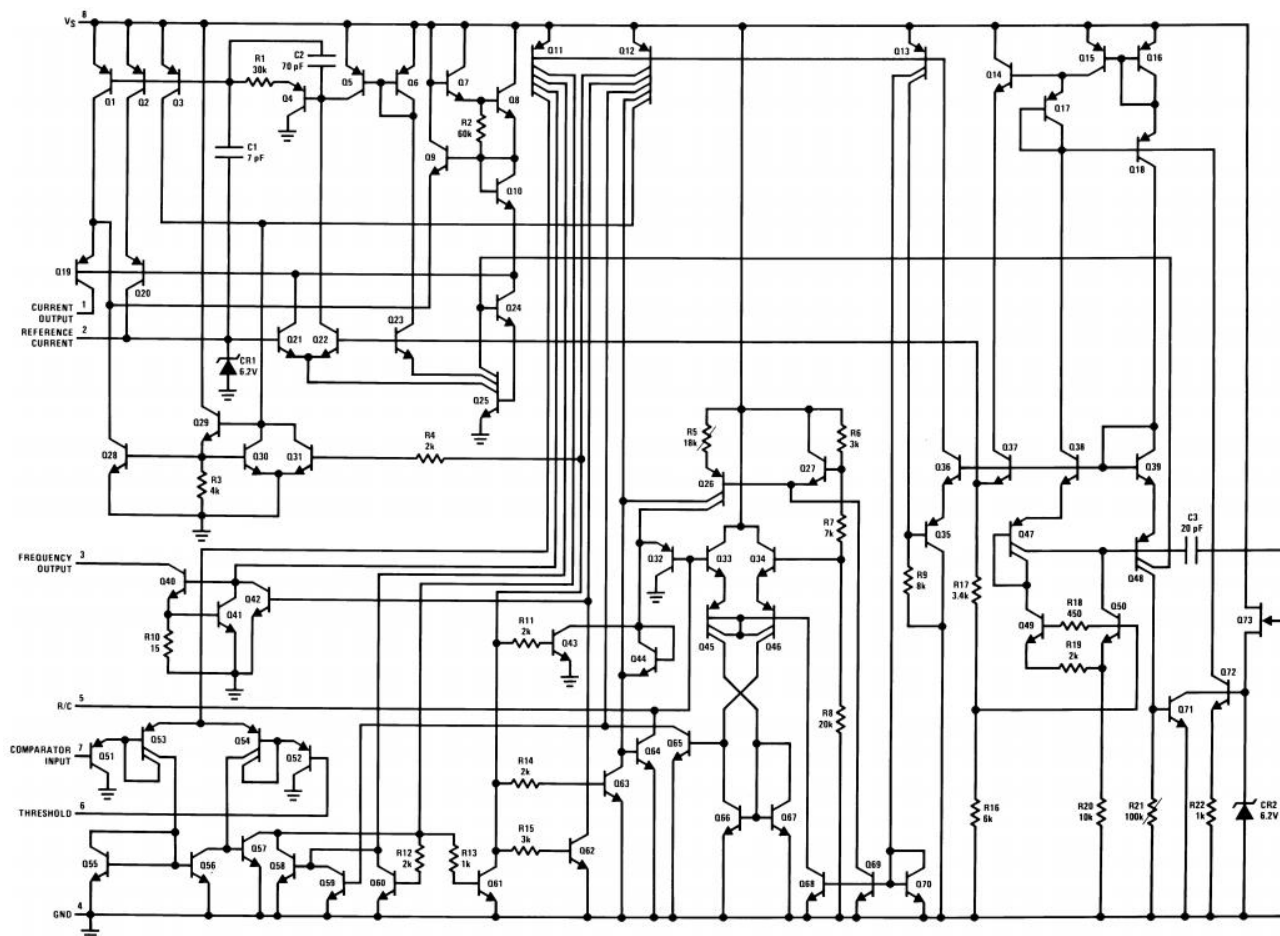 VS 8
Q1
Q2
Q3
R1
30k
Q4
C2
70 pF
Q5
Q6
Q7
Q8
R2
60k
Q9
Q10
Q11
Q12
Q13
Q14
Q15
Q16
Q17
Q18
C1
7 pF
Q19
Q20
CURRENT OUTPUT 1
REFERENCE CURRENT 2
CR1
6.2V
Q21
Q22
Q23
Q24
Q25
Q28
Q29
R3
4k
Q30
Q31
R4
2k
R5
18k
Q26
Q27
R6
3k
R7
7k
Q32
Q33
Q34
Q36
Q35
R9
8k
Q37
Q38
Q39
R17
3.4k
Q47
Q48
C3
20 pF
Q49
R18
450
R19
2k
Q50
Q73
FREQUENCY OUTPUT 3
Q40
Q41
Q42
R10
15
R11
2k
Q43
Q44
Q45
Q46
R8
20k
R/C 5
COMPARATOR INPUT 7
Q51
Q53
Q54
Q52
THRESHOLD 6
R14
2k
Q63
Q64
Q65
Q71
Q72
Q55
Q56
Q57
Q58
Q59
Q60
R12
2k
R13
1k
Q61
R15
3k
Q62
Q66
Q67
Q68
Q69
Q70
R16
6k
R20
10k
R21
100k
R22
1k
CR2
6.2V
GND 4